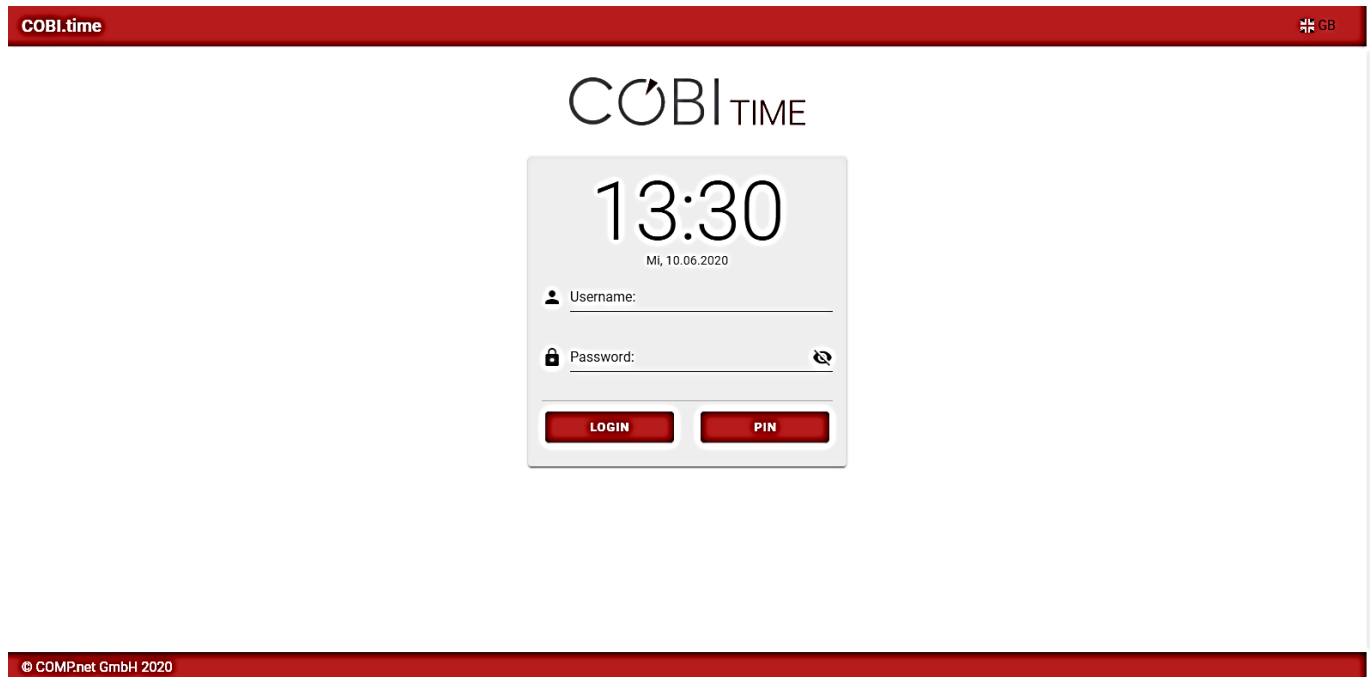 COBI.time
GB
COBI TIME
13:30
Mi, 10.06.2020
Username:
Password:
LOGIN
PIN
© COMP.net GmbH 2020